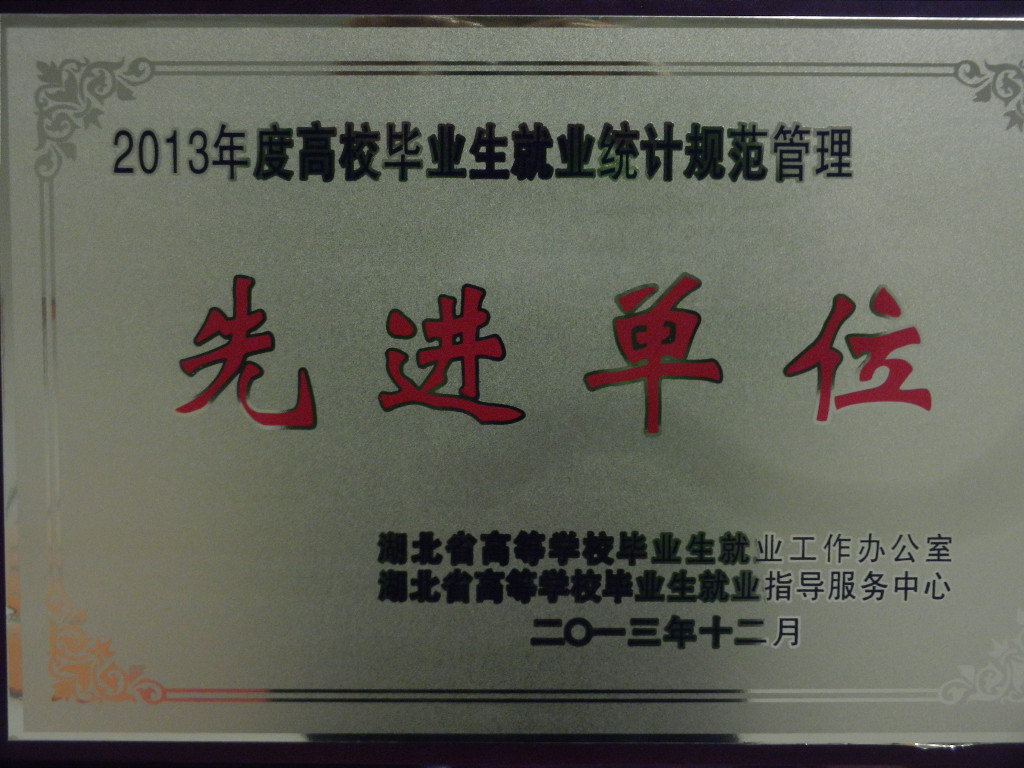 2013年度高校毕业生就业统计规范管理
先进单位
湖北省高等学校毕业生就业工作办公室
湖北省高等学校毕业生就业指导服务中心
二〇一三年十二月